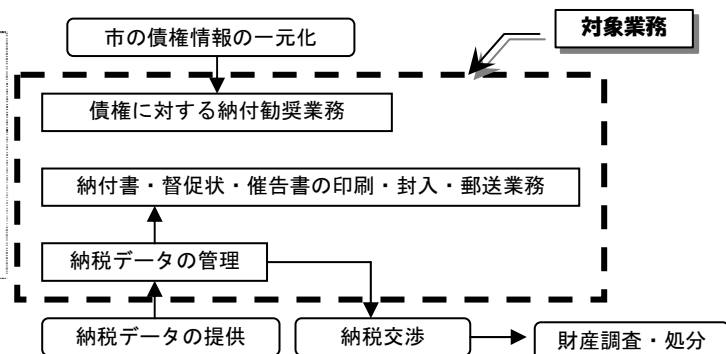 対象業務
市の債権情報の一元化
債権に対する納付勧奨業務
納付書・督促状・催告書の印刷・封入・郵送業務
納税データの管理
納税データの提供
納税交渉
財産調査・処分